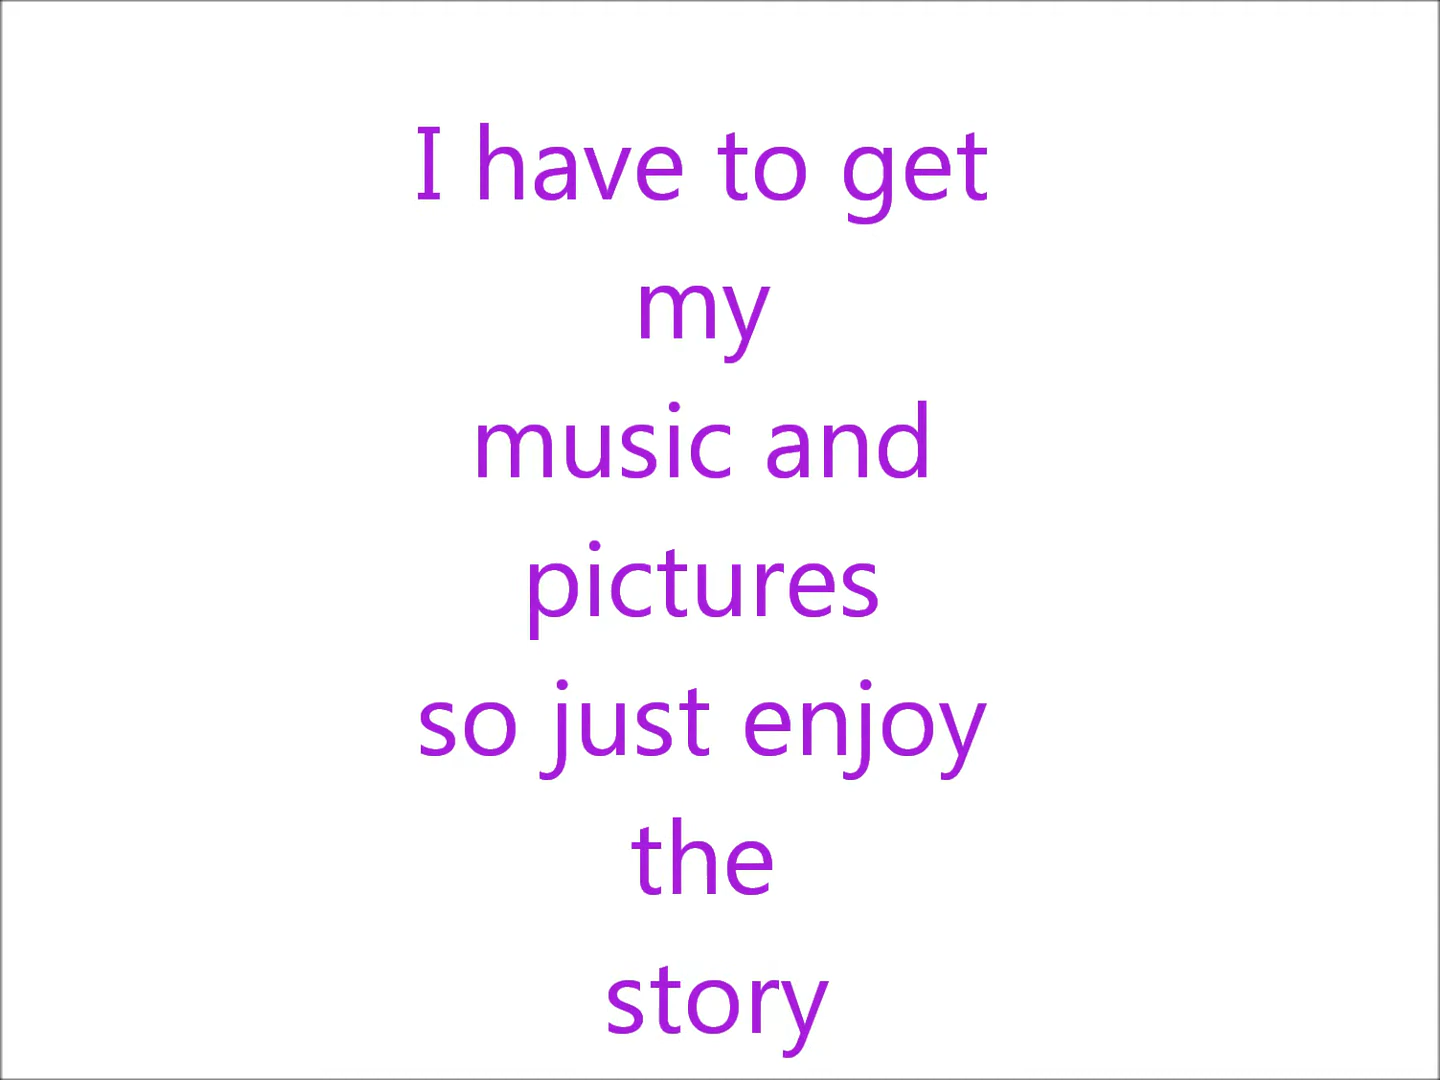 I have to get
my
music and
pictures
so just enjoy
the
story